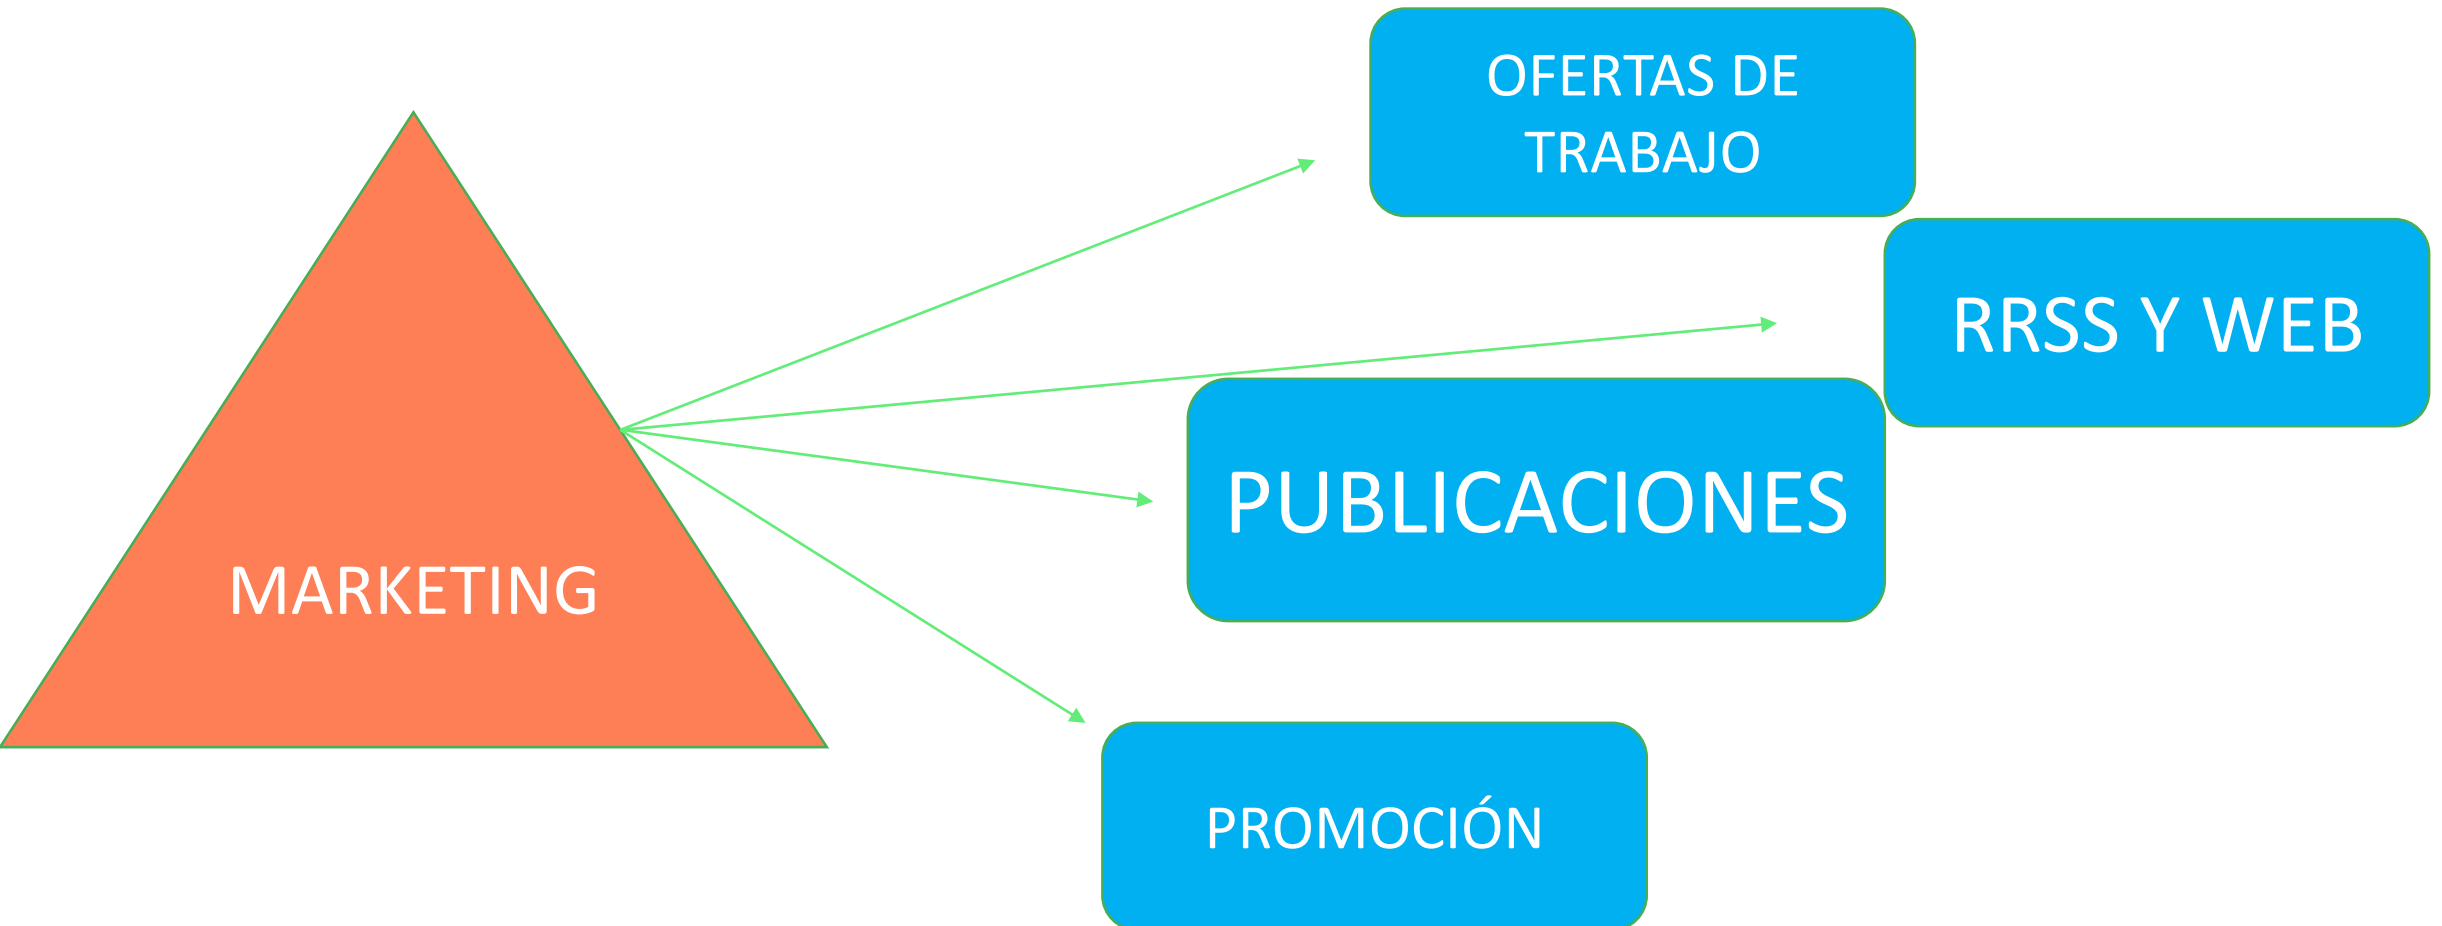 OFERTAS DE
TRABAJO
RRSS Y WEB
PUBLICACIONES
MARKETING
PROMOCIÓN